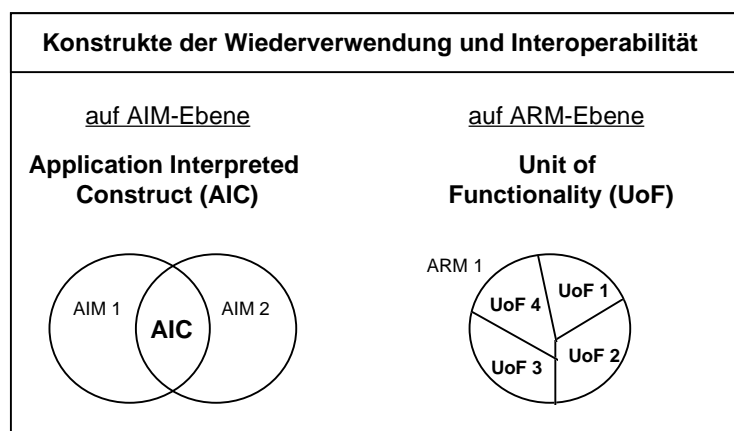 Konstrukte der Wiederverwendung und Interoperabilität
auf AIM-Ebene
Application Interpreted
Construct (AIC)
AIM 1
AIC
AIM 2
auf ARM-Ebene
Unit of
Functionality (UoF)
ARM 1
UoF 1
UoF 4
UoF 2
UoF 3